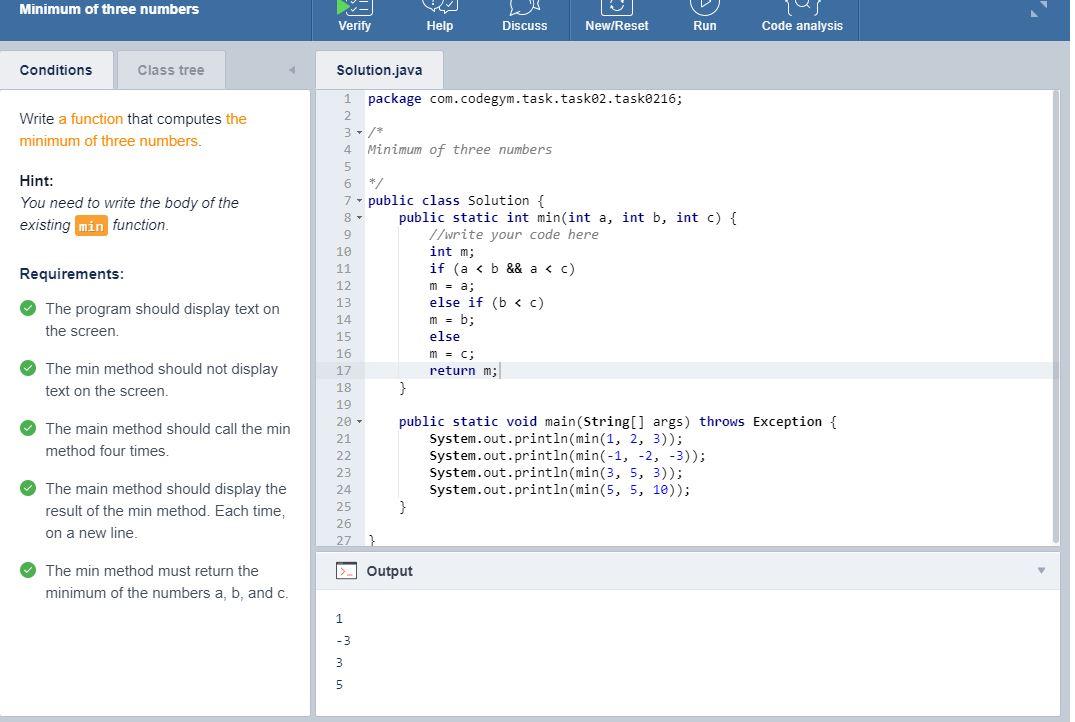 Minimum of three numbers
Verify
Help
Discuss
New/Reset
Run
Code analysis
Conditions
Class tree
Write a function that computes the
minimum of three numbers.
Hint:
You need to write the body of the
existing min function.
Requirements:
The program should display text on
the screen.
The min method should not display
text on the screen.
The main method should call the min
method four times.
The main method should display the
result of the min method. Each time,
on a new line.
The min method must return the
minimum of the numbers a, b, and c.
Solution.java
1 package com.codegym.task.task02.task0216;
2
3 /*
4 Minimum of three numbers
5
6 */
7 public class Solution {
8     public static int min(int a, int b, int c) {
9         //write your code here
10         int m;
11         if (a < b && a < c)
12         m = a;
13         else if (b < c)
14         m = b;
15         else
16         m = c;
17         return m;
18     }
19
20     public static void main(String[] args) throws Exception {
21         System.out.println(min(1, 2, 3));
22         System.out.println(min(-1, -2, -3));
23         System.out.println(min(3, 5, 3));
24         System.out.println(min(5, 5, 10));
25     }
26
27 }
>_ Output
1
-3
3
5